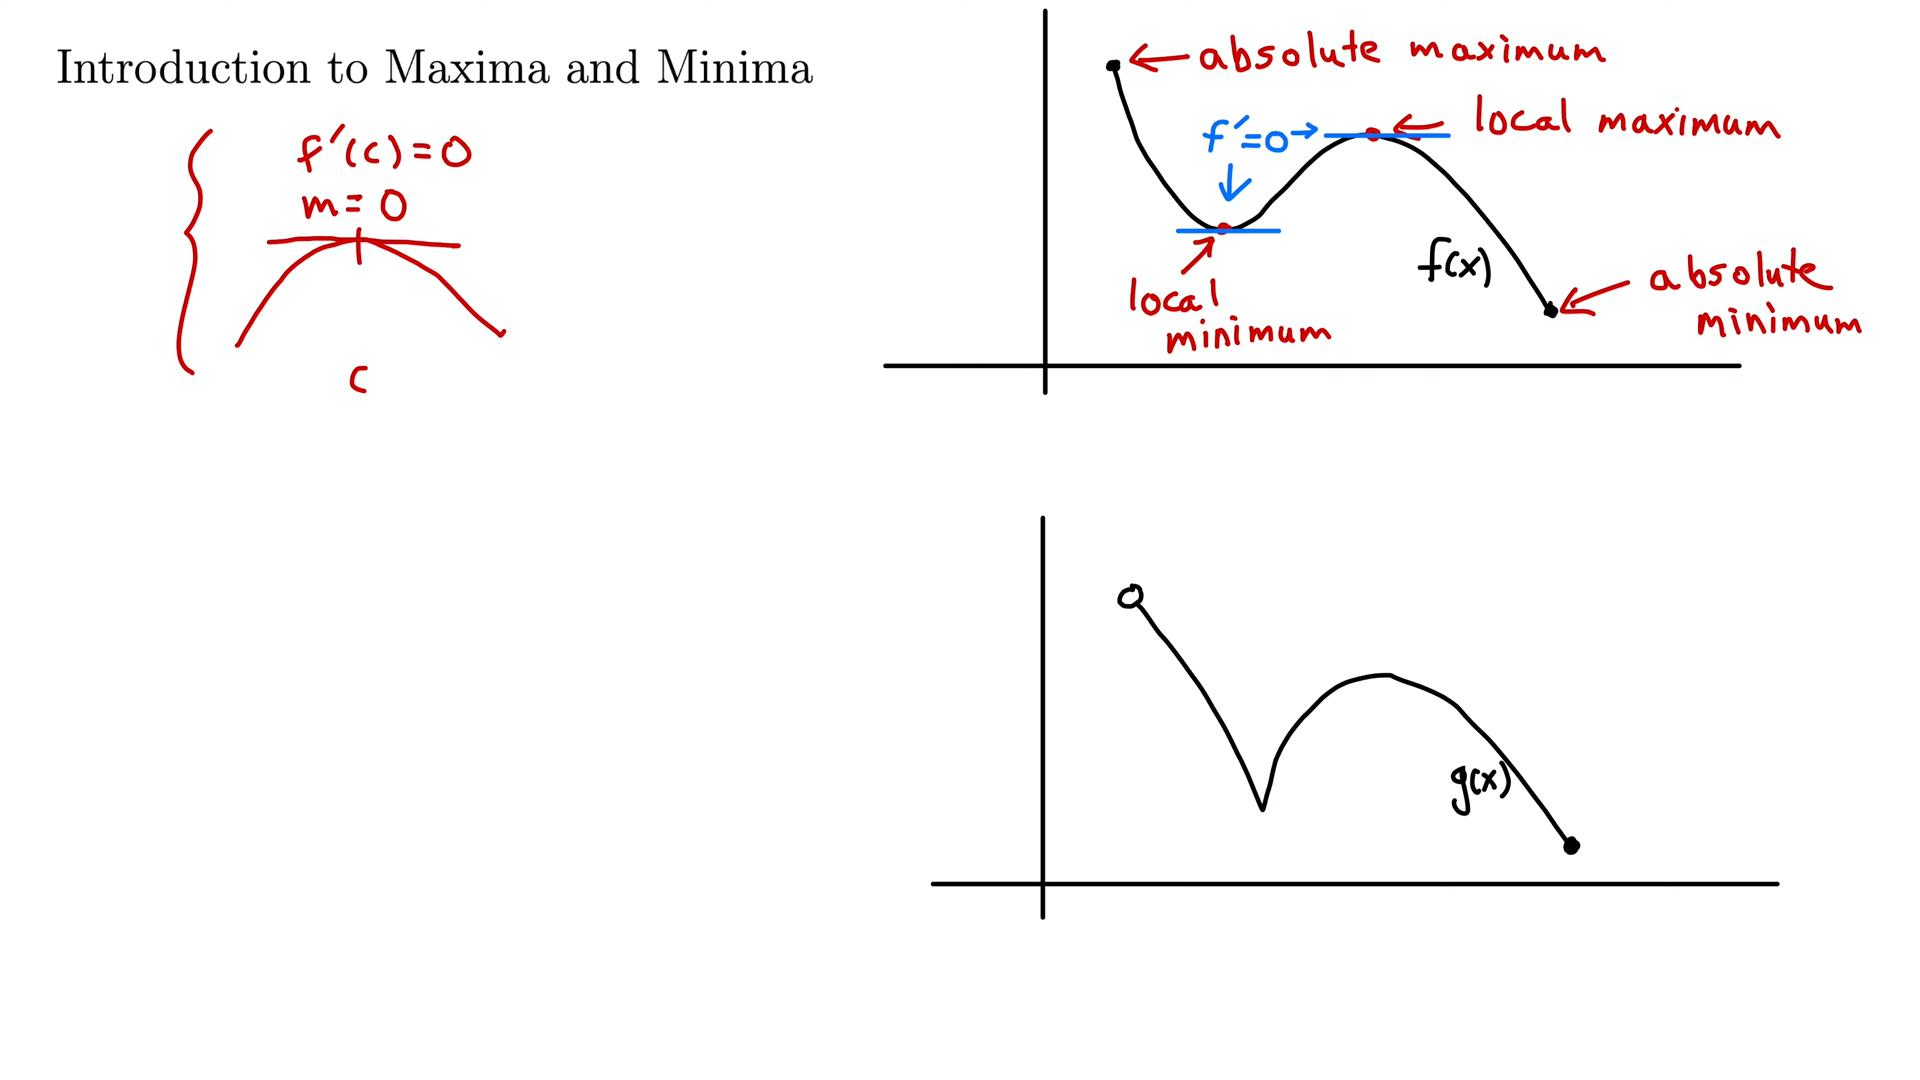 Introduction to Maxima and Minima
f'(c) = 0
m = 0
c
absolute maximum
f'=0
local maximum
local
minimum
f(x)
absolute
minimum
g(x)